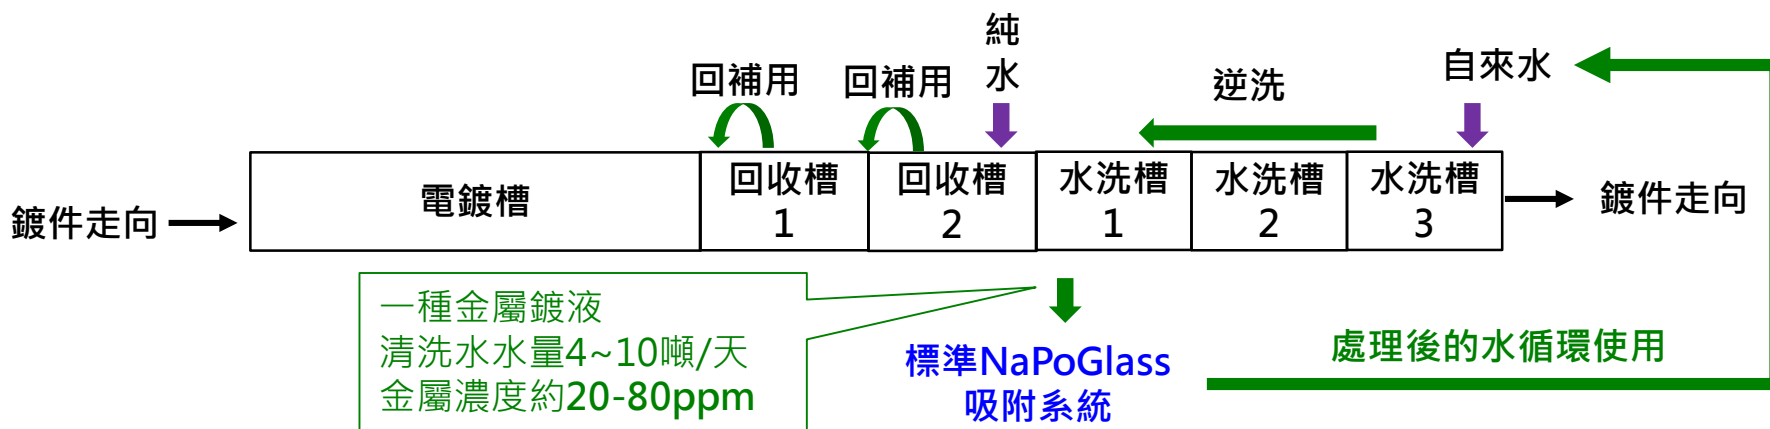 純
水
回補用
回補用
逆洗
自來水
鍍件走向
電鍍槽
回收槽
1
回收槽
2
水洗槽
1
水洗槽
2
水洗槽
3
鍍件走向
一種金屬鍍液
清洗水水量4~10噸/天
金屬濃度約20-80ppm
標準NaPoGlass
吸附系統
處理後的水循環使用